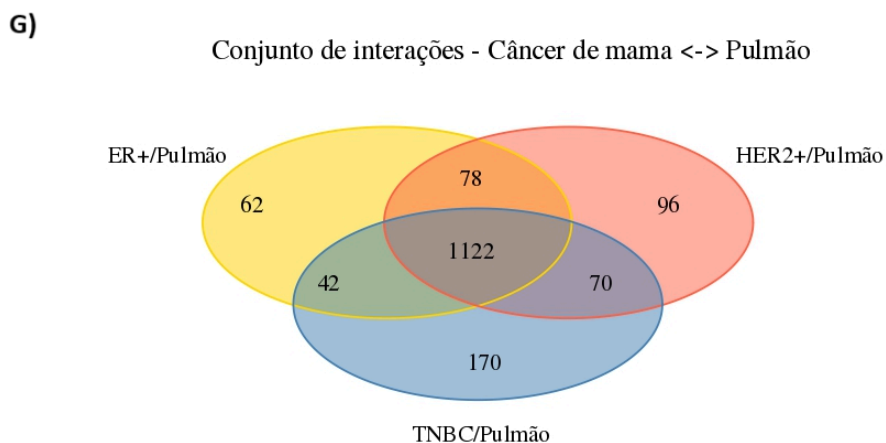 G)
Conjunto de interações - Câncer de mama <-> Pulmão
ER+/Pulmão
HER2+/Pulmão
78
62
96
1122
42
70
170
TNBC/Pulmão